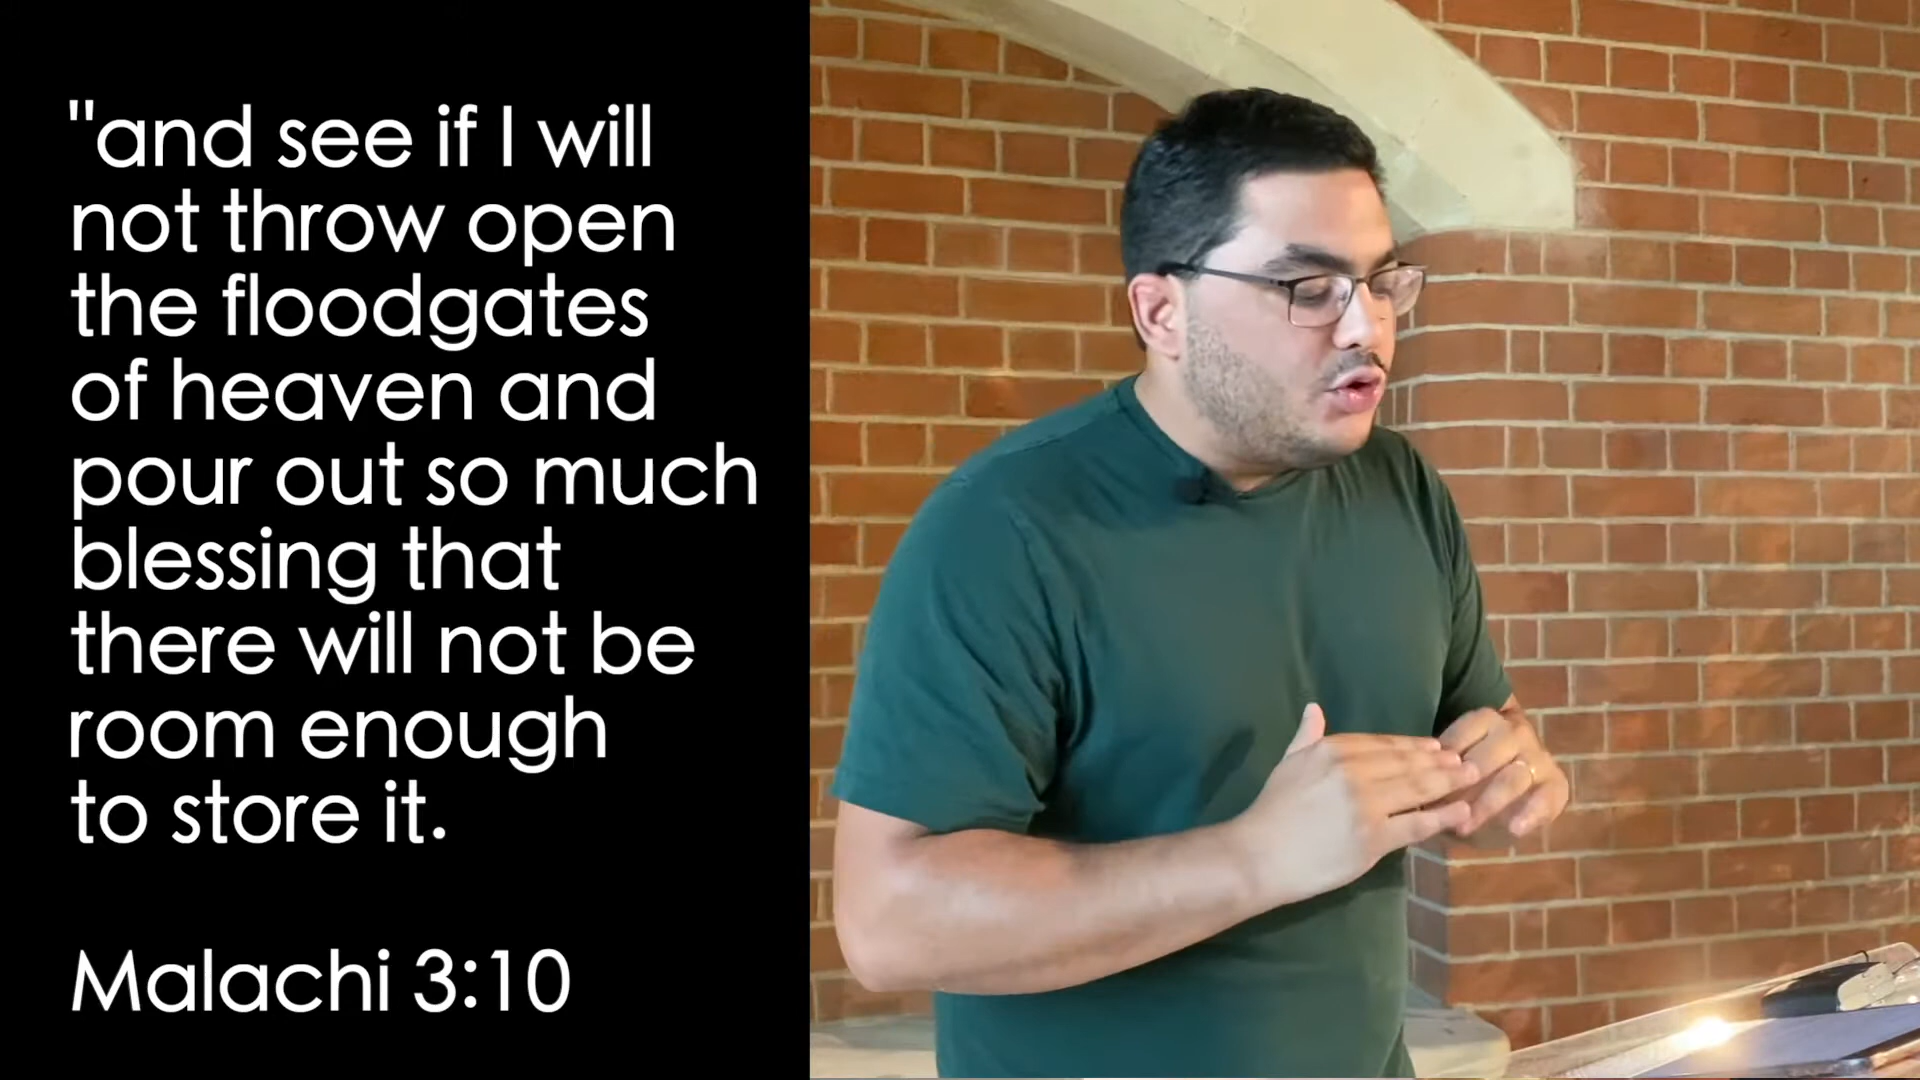 "and see if I will
not throw open
the floodgates
of heaven and
pour out so much
blessing that
there will not be
room enough
to store it.
Malachi 3:10